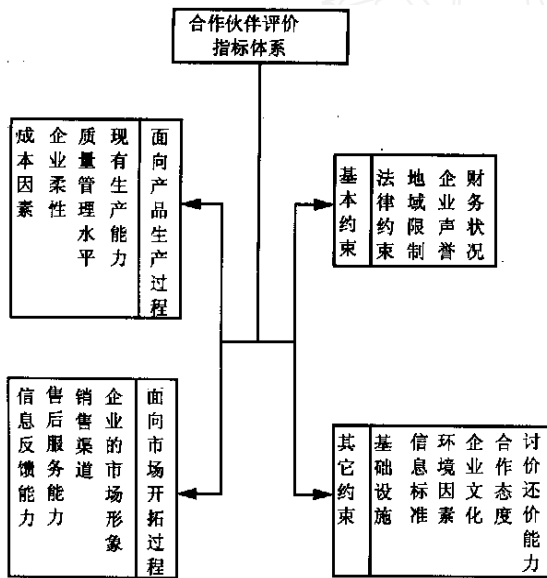 合作伙伴评价
指标体系
成本因素
企业柔性
质量管理水平
现有生产能力
面向产品生产过程
基本约束
法律约束
地域限制
企业声誉
财务状况
信息反馈能力
售后服务能力
销售渠道
企业的市场形象
面向市场开拓过程
其它约束
基础设施
信息标准
环境因素
企业文化
合作态度
讨价还价能力